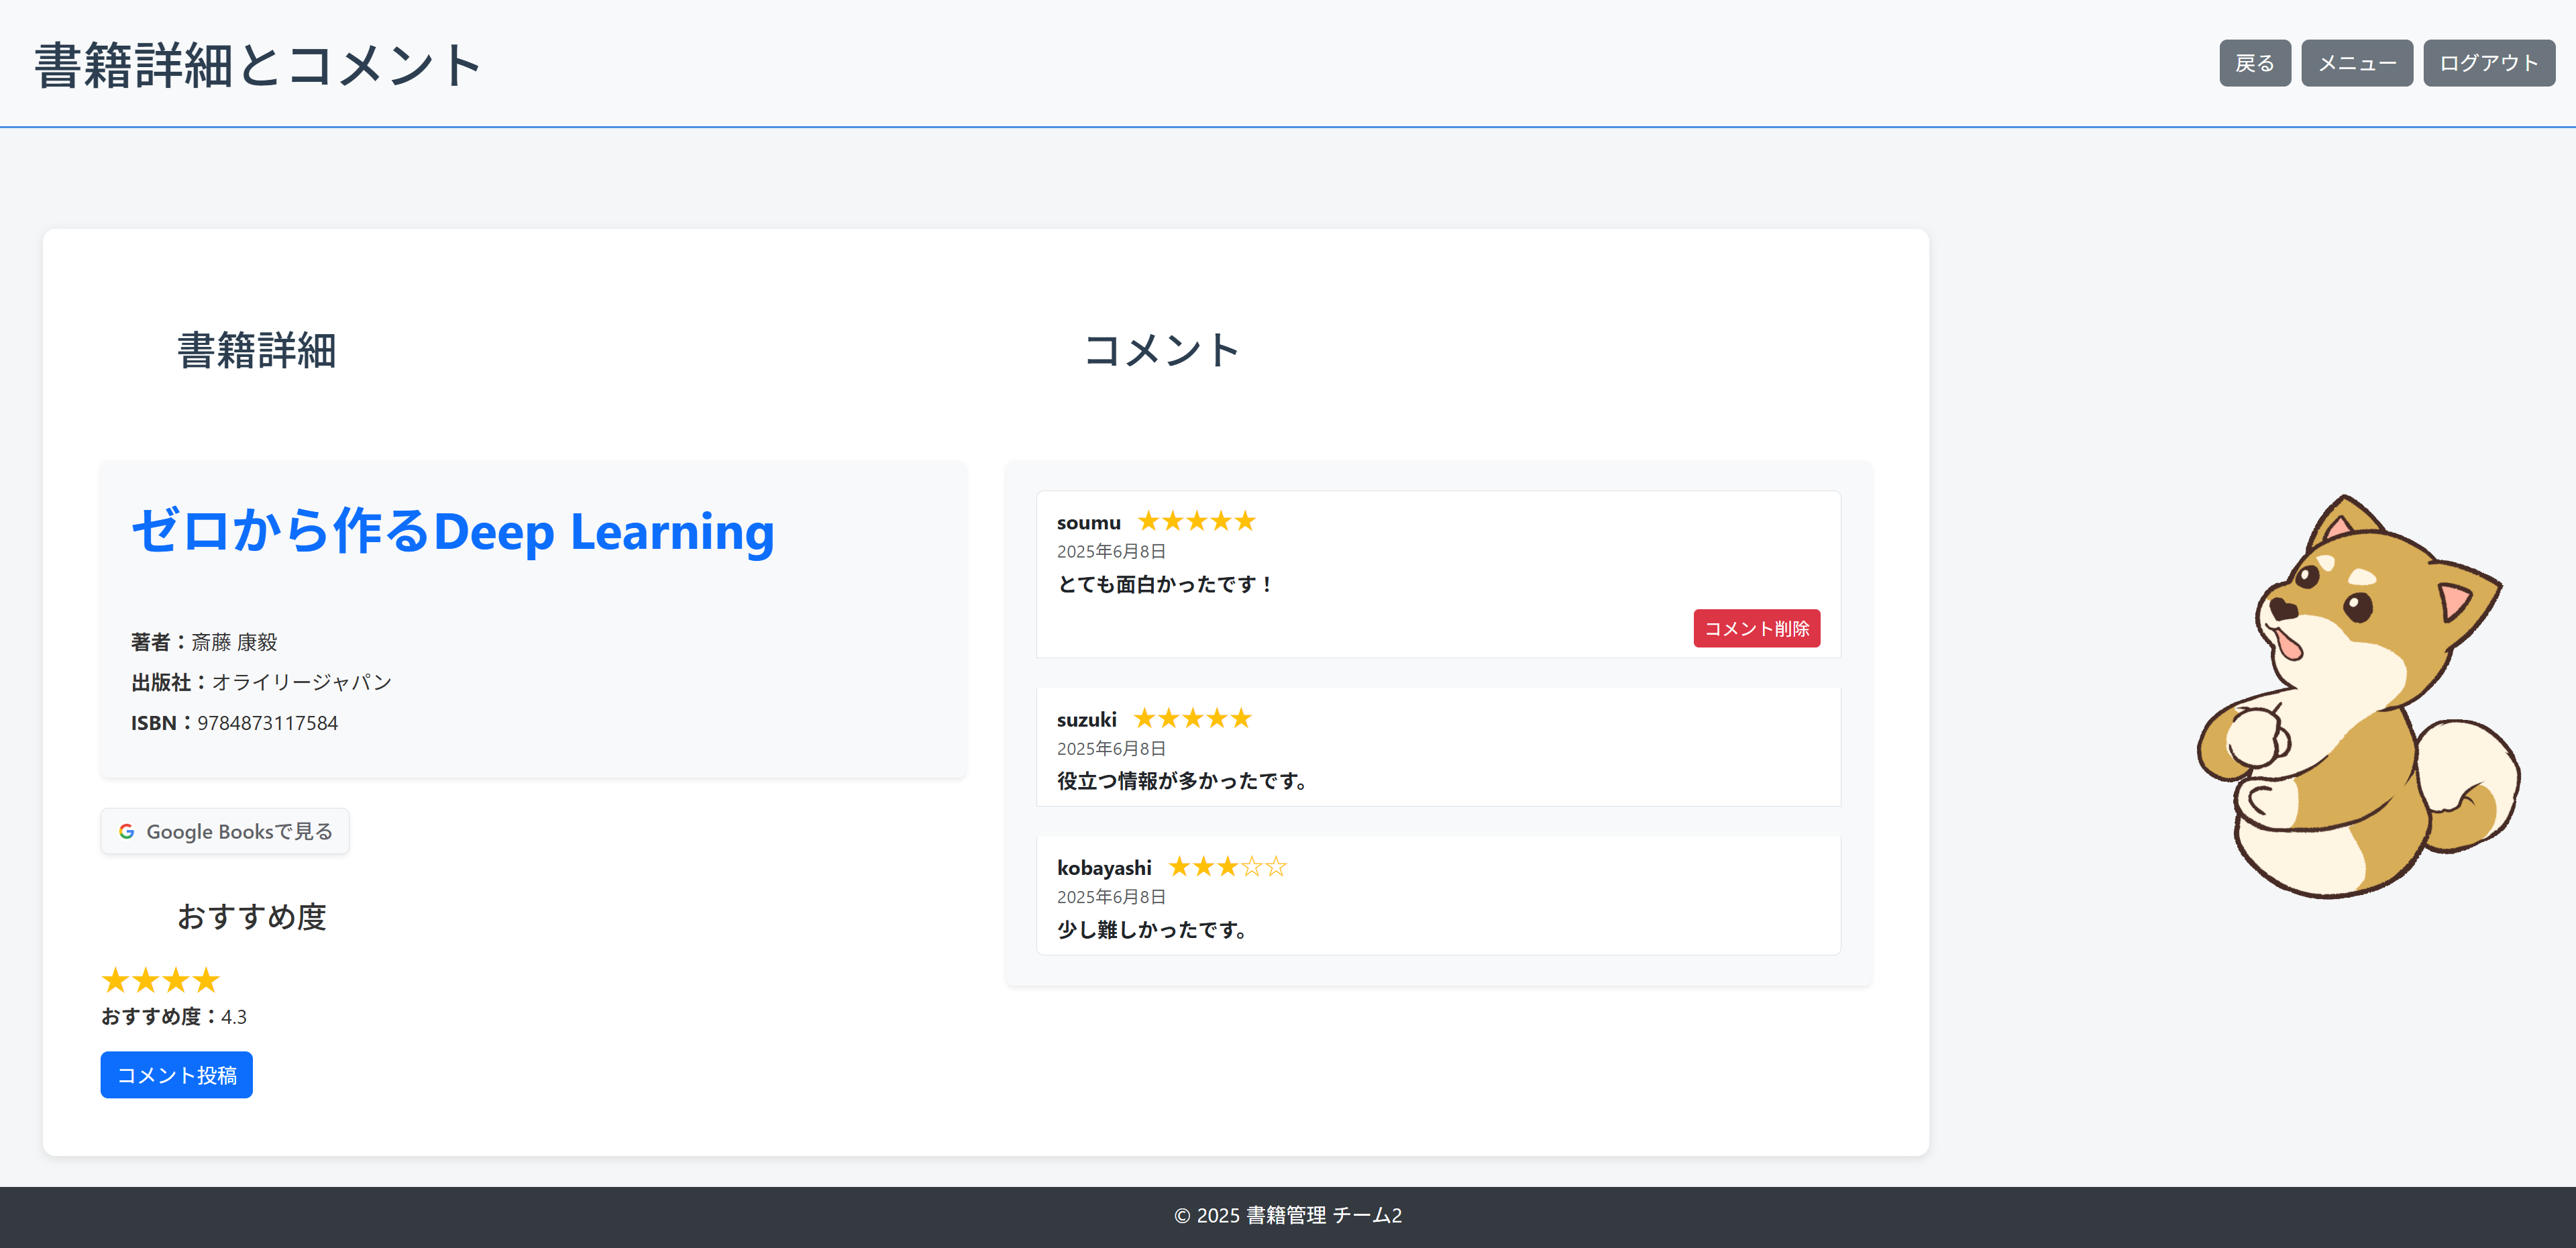 書籍詳細とコメント
戻る
メニュー
ログアウト
書籍詳細
ゼロから作るDeep Learning
著者：斎藤 康毅
出版社：オライリージャパン
ISBN：9784873117584
Google Booksで見る
おすすめ度
★★★★
おすすめ度：4.3
コメント投稿
コメント
soumu ★★★★★
2025年6月8日
とても面白かったです！
コメント削除
suzuki ★★★★★
2025年6月8日
役立つ情報が多かったです。
kobayashi ★★★☆☆
2025年6月8日
少し難しかったです。
© 2025 書籍管理 チーム2